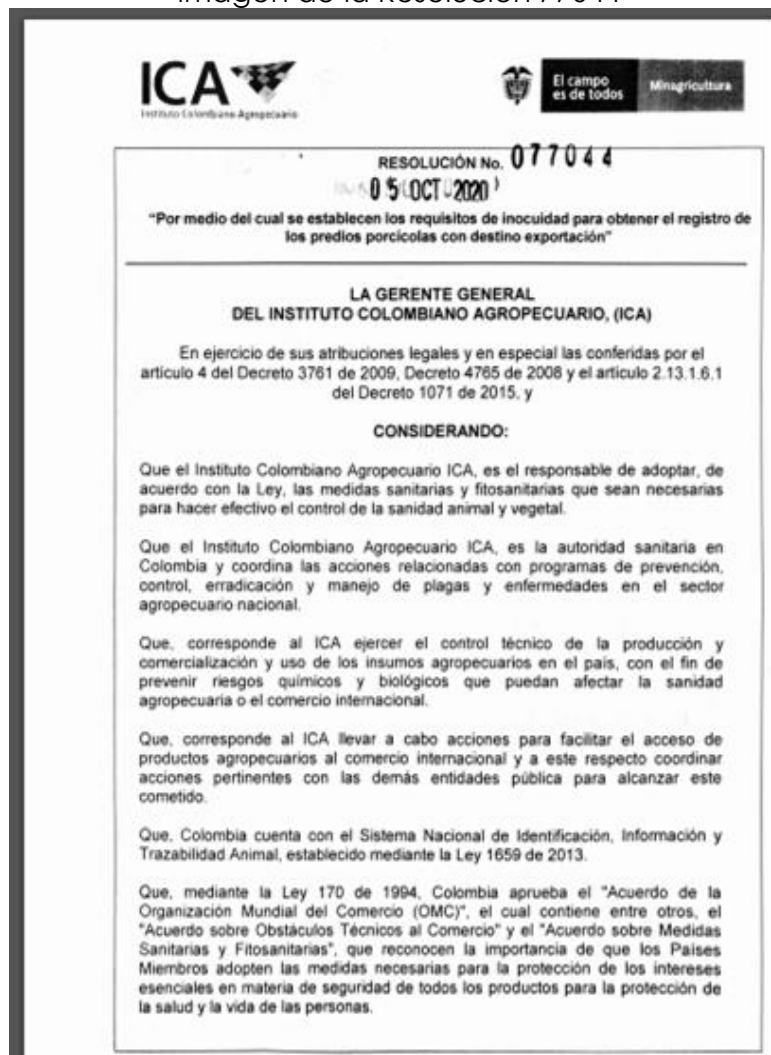 Imagen de la Resolución 77044
ICA
Instituto Colombiano Agropecuario
El campo
es de todos
Minagricultura
RESOLUCIÓN No. 077044
05 OCT 2020 )
"Por medio del cual se establecen los requisitos de inocuidad para obtener el registro de
los predios porcicolas con destino exportación"
LA GERENTE GENERAL
DEL INSTITUTO COLOMBIANO AGROPECUARIO, (ICA)
En ejercicio de sus atribuciones legales y en especial las conferidas por el
artículo 4 del Decreto 3761 de 2009, Decreto 4765 de 2008 y el artículo 2.13.1.6.1
del Decreto 1071 de 2015, y
CONSIDERANDO:
Que el Instituto Colombiano Agropecuario ICA, es el responsable de adoptar, de
acuerdo con la Ley, las medidas sanitarias y fitosanitarias que sean necesarias
para hacer efectivo el control de la sanidad animal y vegetal.
Que el Instituto Colombiano Agropecuario ICA, es la autoridad sanitaria en
Colombia y coordina las acciones relacionadas con programas de prevención,
control, erradicación y manejo de plagas y enfermedades en el sector
agropecuario nacional.
Que, corresponde al ICA ejercer el control técnico de la producción y
comercialización y uso de los insumos agropecuarios en el país, con el fin de
prevenir riesgos químicos y biológicos que puedan afectar la sanidad
agropecuaria o el comercio internacional.
Que, corresponde al ICA llevar a cabo acciones para facilitar el acceso de
productos agropecuarios al comercio internacional y a este respecto coordinar
acciones pertinentes con las demás entidades pública para alcanzar este
cometido.
Que, Colombia cuenta con el Sistema Nacional de Identificación, Información y
Trazabilidad Animal, establecido mediante la Ley 1659 de 2013.
Que, mediante la Ley 170 de 1994, Colombia aprueba el "Acuerdo de la
Organización Mundial del Comercio (OMC)", el cual contiene entre otros, el
"Acuerdo sobre Obstáculos Técnicos al Comercio" y el "Acuerdo sobre Medidas
Sanitarias y Fitosanitarias", que reconocen la importancia de que los Países
Miembros adopten las medidas necesarias para la protección de los intereses
esenciales en materia de seguridad de todos los productos para la protección de
la salud y la vida de las personas.